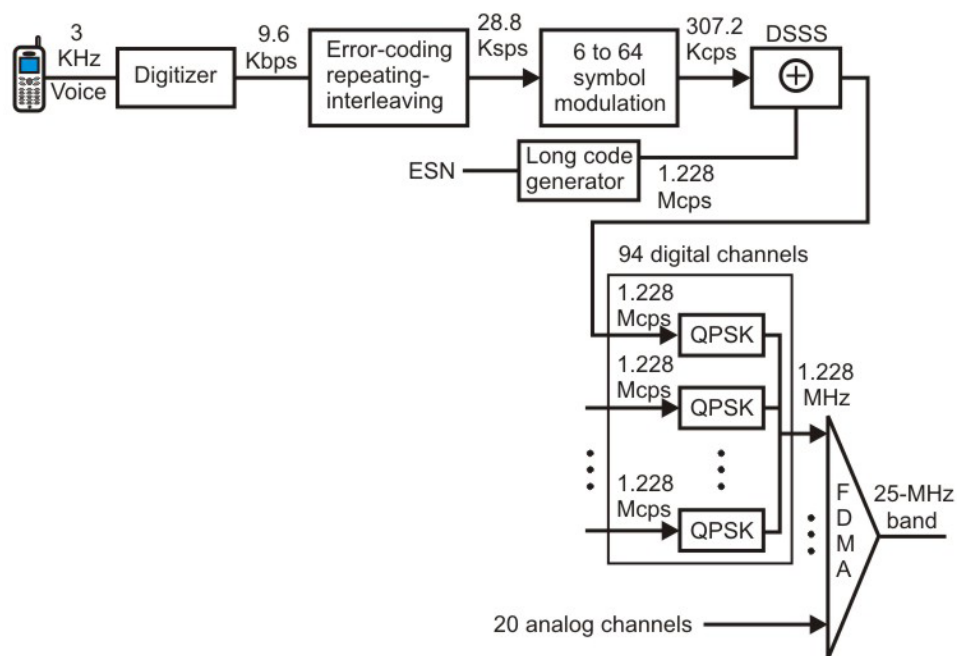 3
KHz
Voice
Digitizer
9.6
Kbps
Error-coding
repeating-
interleaving
28.8
Ksps
6 to 64
symbol
modulation
307.2
Kcps
DSSS
ESN
Long code
generator
1.228
Mcps
94 digital channels
1.228
Mcps
QPSK
1.228
Mcps
QPSK
1.228
Mcps
QPSK
1.228
MHz
F
D
M
A
25-MHz
band
20 analog channels